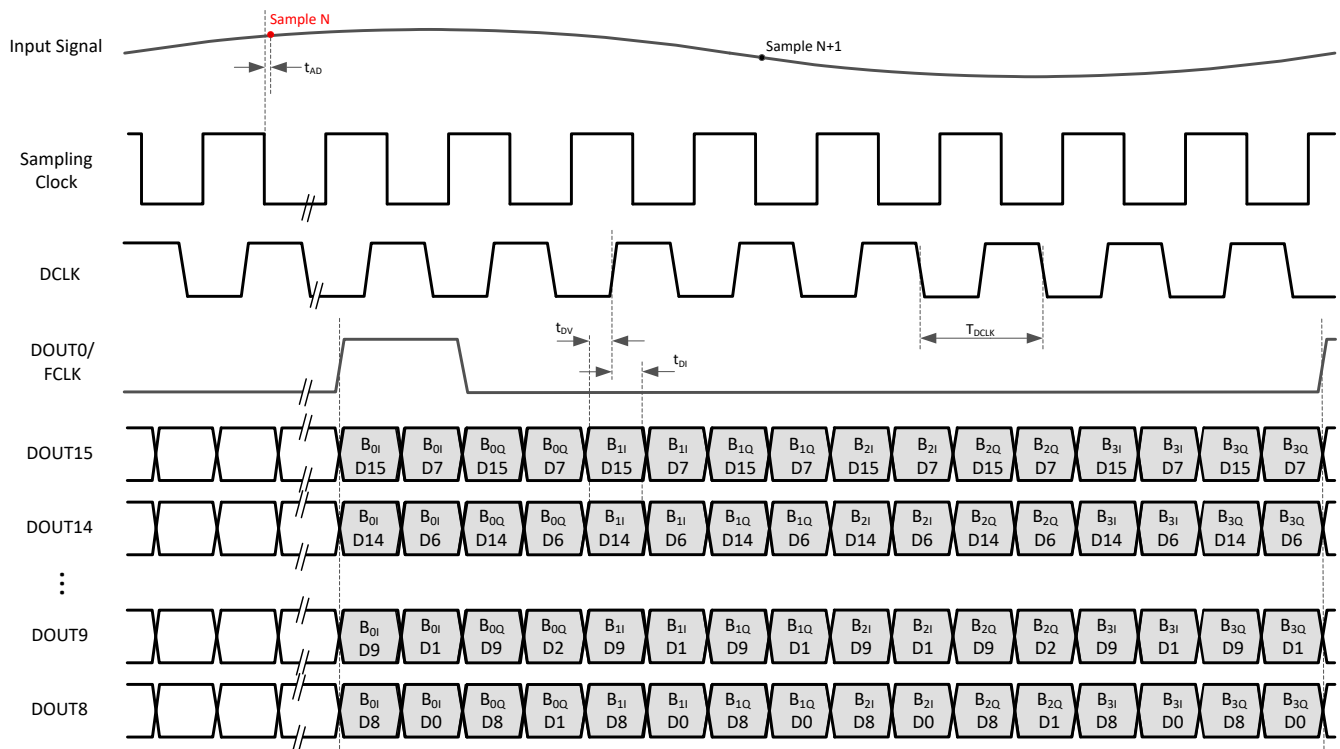 Sample N
Input Signal
Sample N+1
tAD
Sampling
Clock
DCLK
tDV
TDCLK
DOUT0/
FCLK
tDI
B0I B0I B0Q B0Q B1I B1I B1Q B1Q B2I B2I B2Q B2Q B3I B3I B3Q B3Q
DOUT15
D15 D7 D15 D7 D15 D7 D15 D7 D15 D7 D15 D7 D15 D7 D15 D7
B0I B0I B0Q B0Q B1I B1I B1Q B1Q B2I B2I B2Q B2Q B3I B3I B3Q B3Q
DOUT14
D14 D6 D14 D6 D14 D6 D14 D6 D14 D6 D14 D6 D14 D6 D14 D6
B0I B0I B0Q B0Q B1I B1I B1Q B1Q B2I B2I B2Q B2Q B3I B3I B3Q B3Q
DOUT9
D9 D1 D9 D2 D9 D1 D9 D1 D9 D1 D9 D2 D9 D1 D9 D1
B0I B0I B0Q B0Q B1I B1I B1Q B1Q B2I B2I B2Q B2Q B3I B3I B3Q B3Q
DOUT8
D8 D0 D8 D1 D8 D0 D8 D0 D8 D0 D8 D1 D8 D0 D8 D0